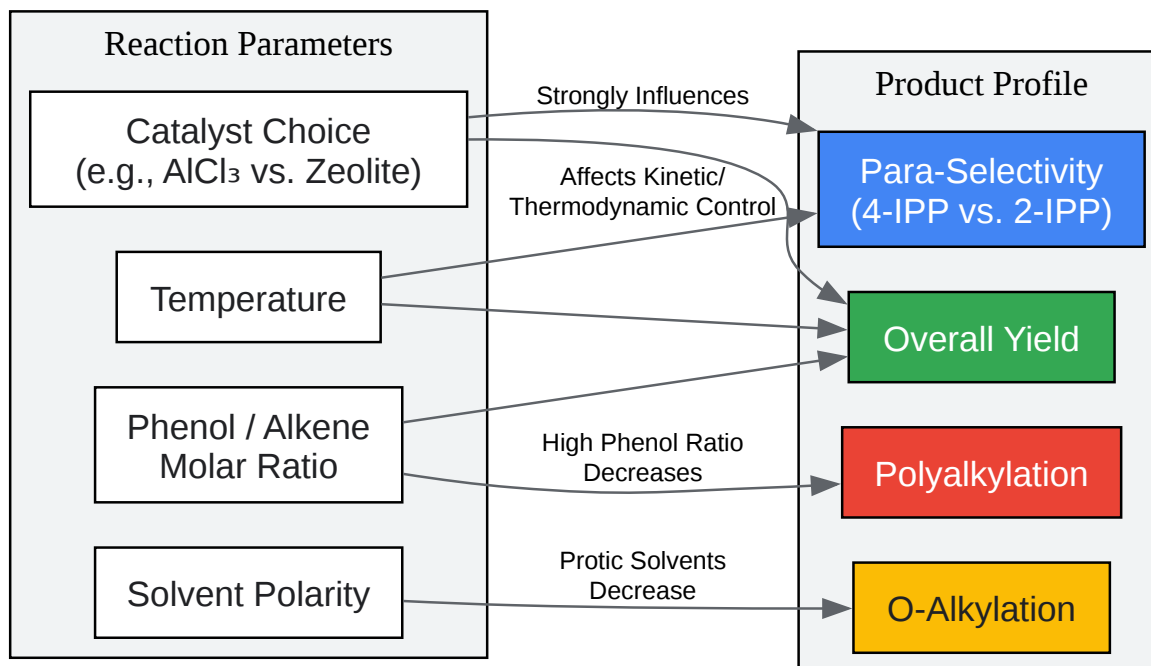 Reaction Parameters
Catalyst Choice
(e.g., AlCl₃ vs. Zeolite)
Temperature
Phenol / Alkene
Molar Ratio
Solvent Polarity
Strongly Influences
Affects Kinetic/
Thermodynamic Control
High Phenol Ratio
Decreases
Protic Solvents
Decrease
Product Profile
Para-Selectivity
(4-IPP vs. 2-IPP)
Overall Yield
Polyalkylation
O-Alkylation